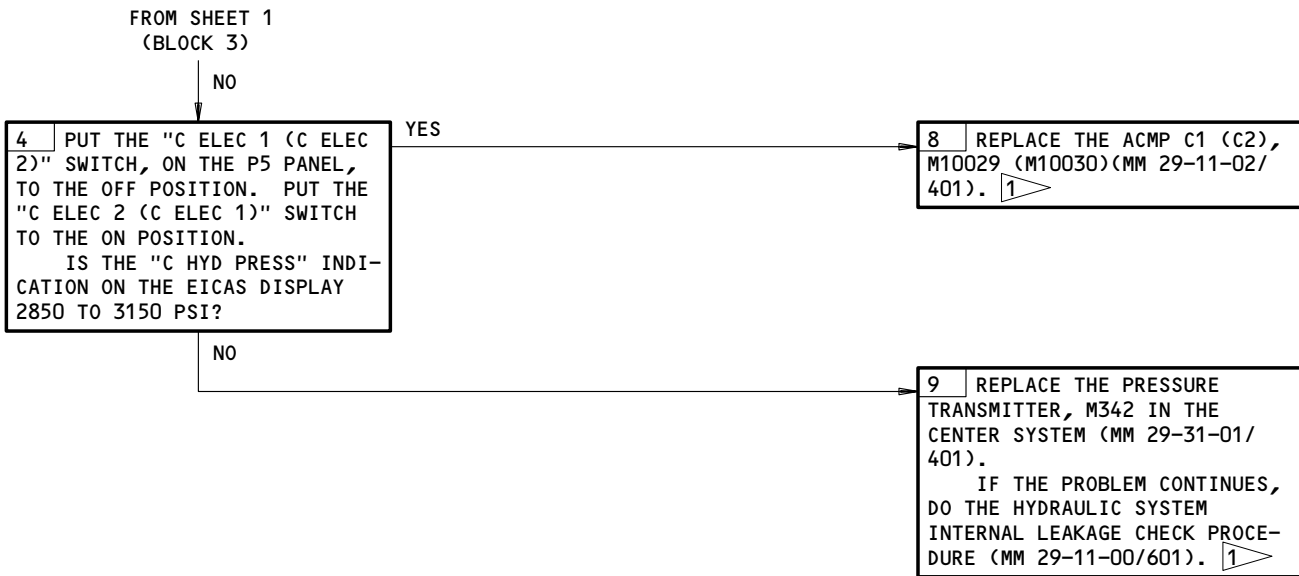 FROM SHEET 1
(BLOCK 3)
NO
4 PUT THE "C ELEC 1 (C ELEC
2)" SWITCH, ON THE P5 PANEL,
TO THE OFF POSITION. PUT THE
"C ELEC 2 (C ELEC 1)" SWITCH
TO THE ON POSITION.
IS THE "C HYD PRESS" INDI-
CATION ON THE EICAS DISPLAY
2850 TO 3150 PSI?
YES
8 REPLACE THE ACMP C1 (C2),
M10029 (M10030)(MM 29-11-02/
401). 1
NO
9 REPLACE THE PRESSURE
TRANSMITTER, M342 IN THE
CENTER SYSTEM (MM 29-31-01/
401).
IF THE PROBLEM CONTINUES,
DO THE HYDRAULIC SYSTEM
INTERNAL LEAKAGE CHECK PROCE-
DURE (MM 29-11-00/601). 1